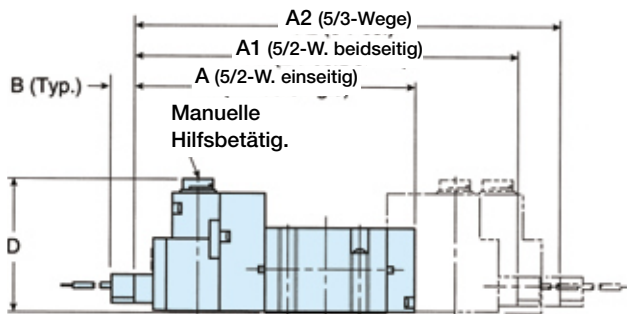 A2 (5/3-Wege)
A1 (5/2-W. beidseitig)
A (5/2-W. einseitig)
B (Typ.)
Manuelle
Hilfsbetätig.
D